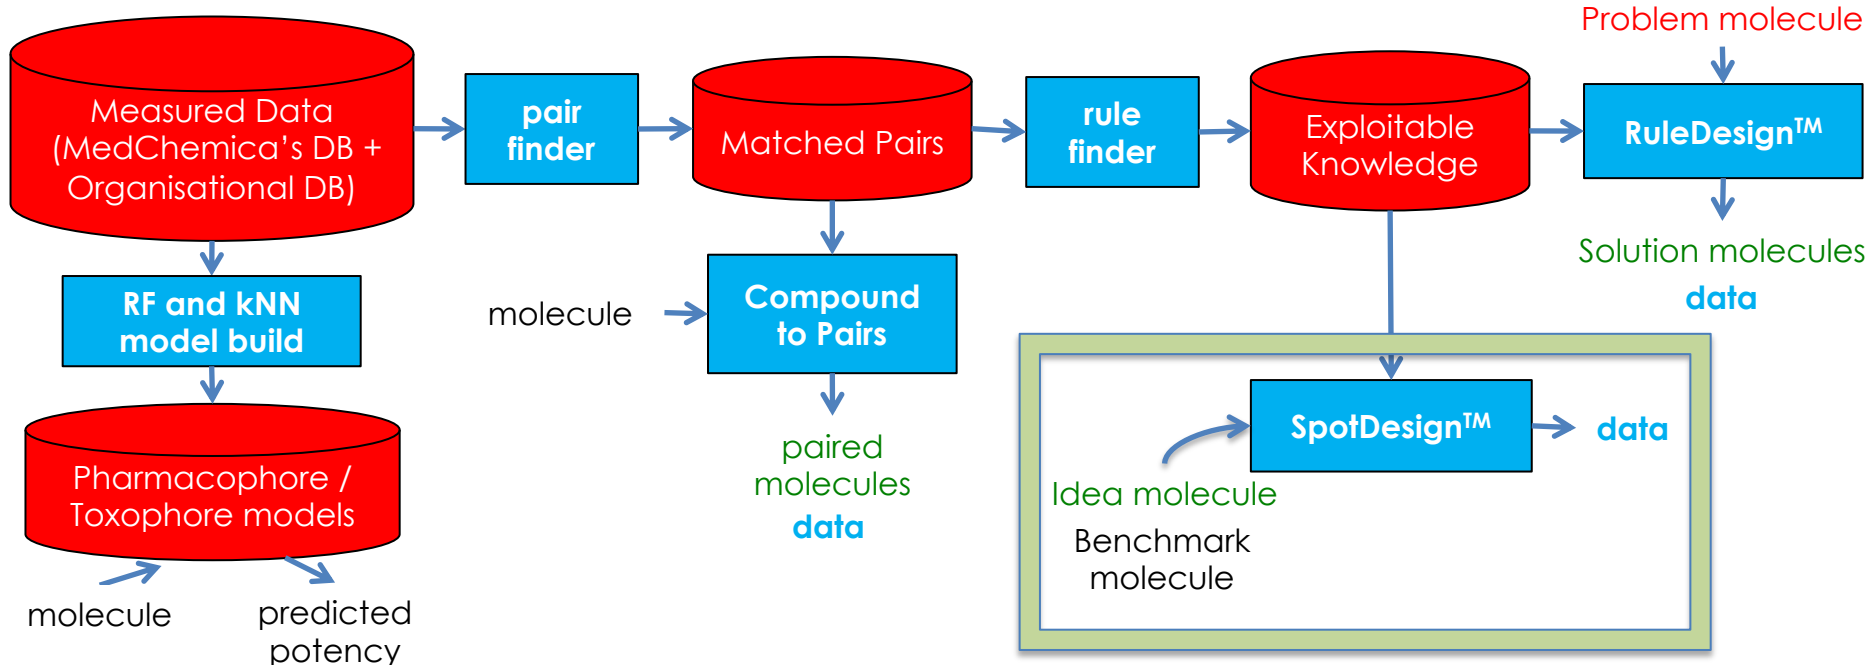 Measured Data
(MedChemica's DB +
Organisational DB)
pair
finder
Matched Pairs
rule
finder
Exploitable
Knowledge
Problem molecule
RuleDesign™
Solution molecules
data
RF and kNN
model build
Pharmacophore /
Toxophore models
molecule
predicted
potency
molecule
Compound
to Pairs
paired
molecules
data
SpotDesign™
data
Idea molecule
Benchmark
molecule